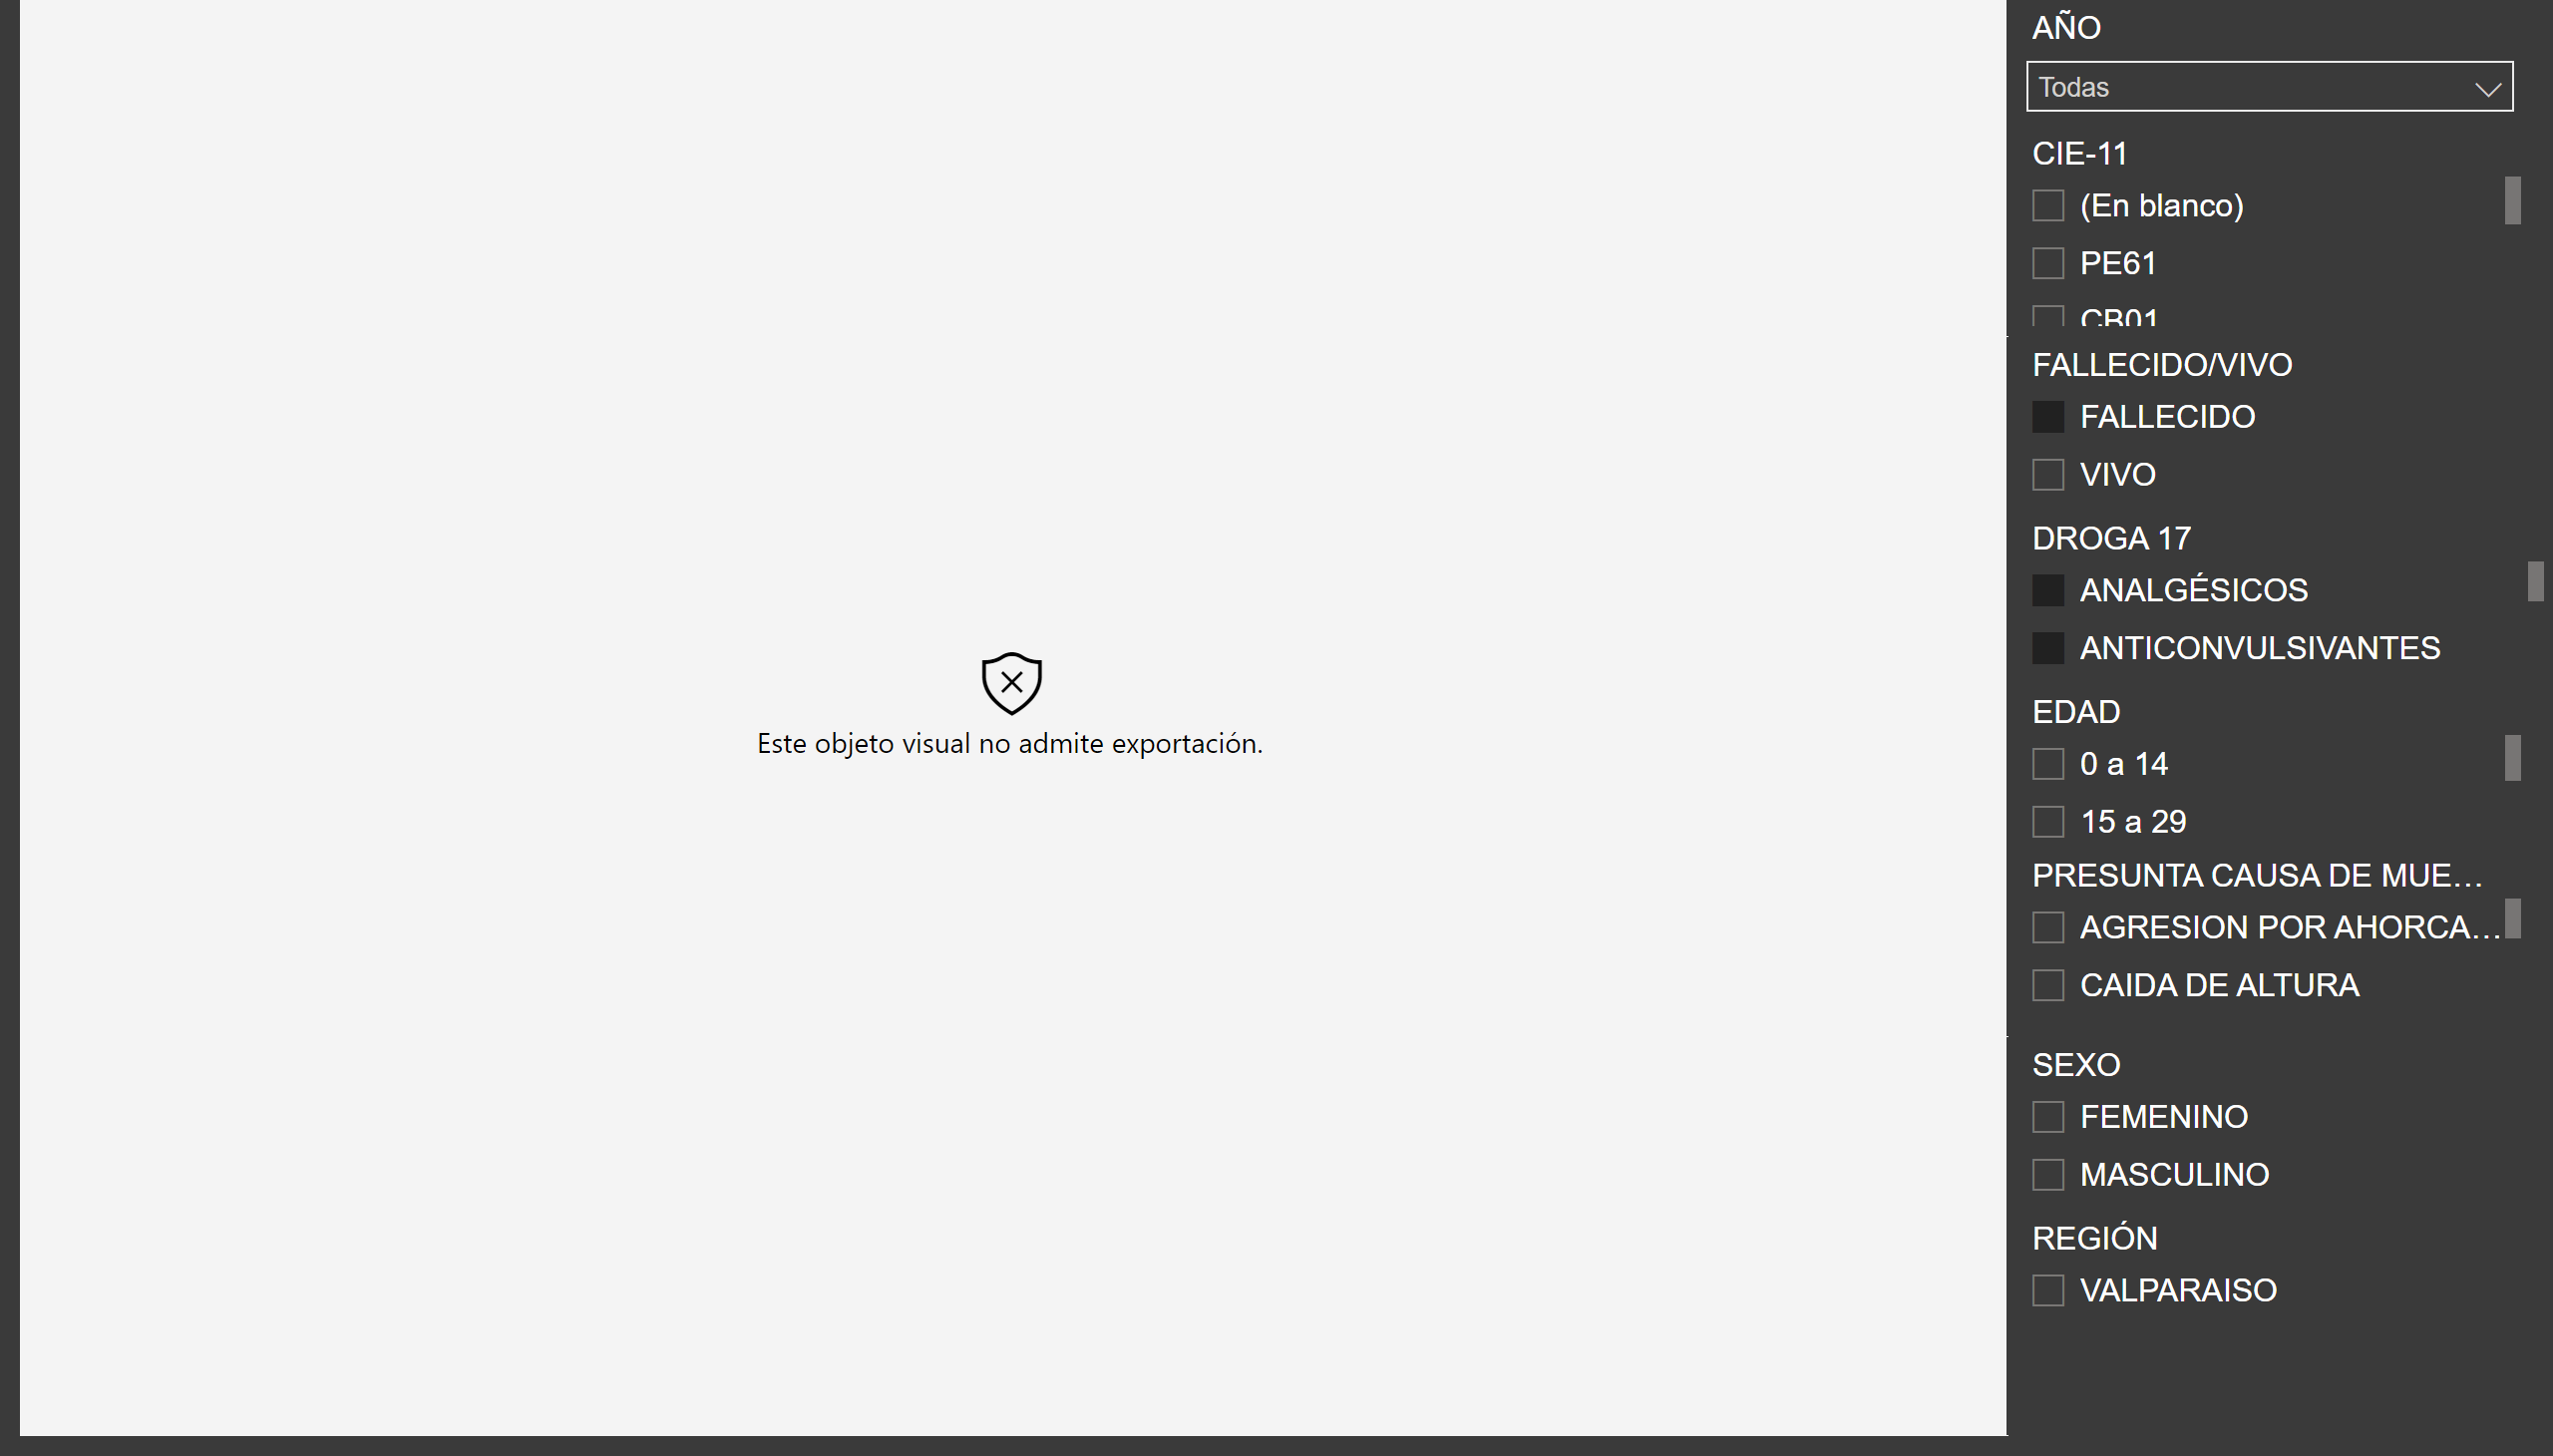 Este objeto visual no admite exportación.
AÑO
Todas
CIE-11
(En blanco)
PE61
CB01
FALLECIDO/VIVO
FALLECIDO
VIVO
DROGA 17
ANALGÉSICOS
ANTICONVULSIVANTES
EDAD
0 a 14
15 a 29
PRESUNTA CAUSA DE MUE...
AGRESION POR AHORCA...
CAIDA DE ALTURA
SEXO
FEMENINO
MASCULINO
REGIÓN
VALPARAISO